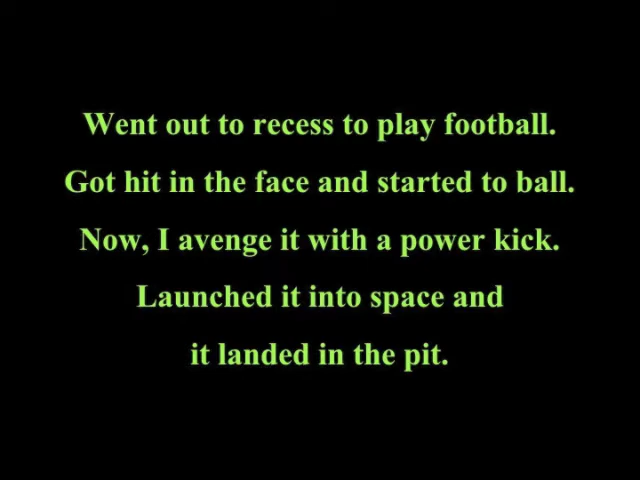 Went out to recess to play football.
Got hit in the face and started to ball.
Now, I avenge it with a power kick.
Launched it into space and
it landed in the pit.